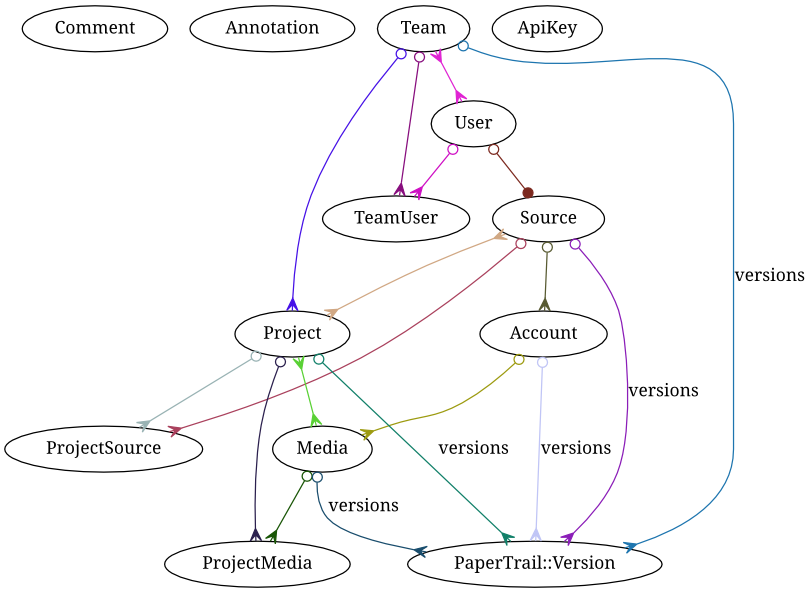 Comment
Annotation
Team
ApiKey
User
TeamUser
Source
versions
Project
Account
versions
ProjectSource
Media
versions
versions
versions
ProjectMedia
PaperTrail::Version